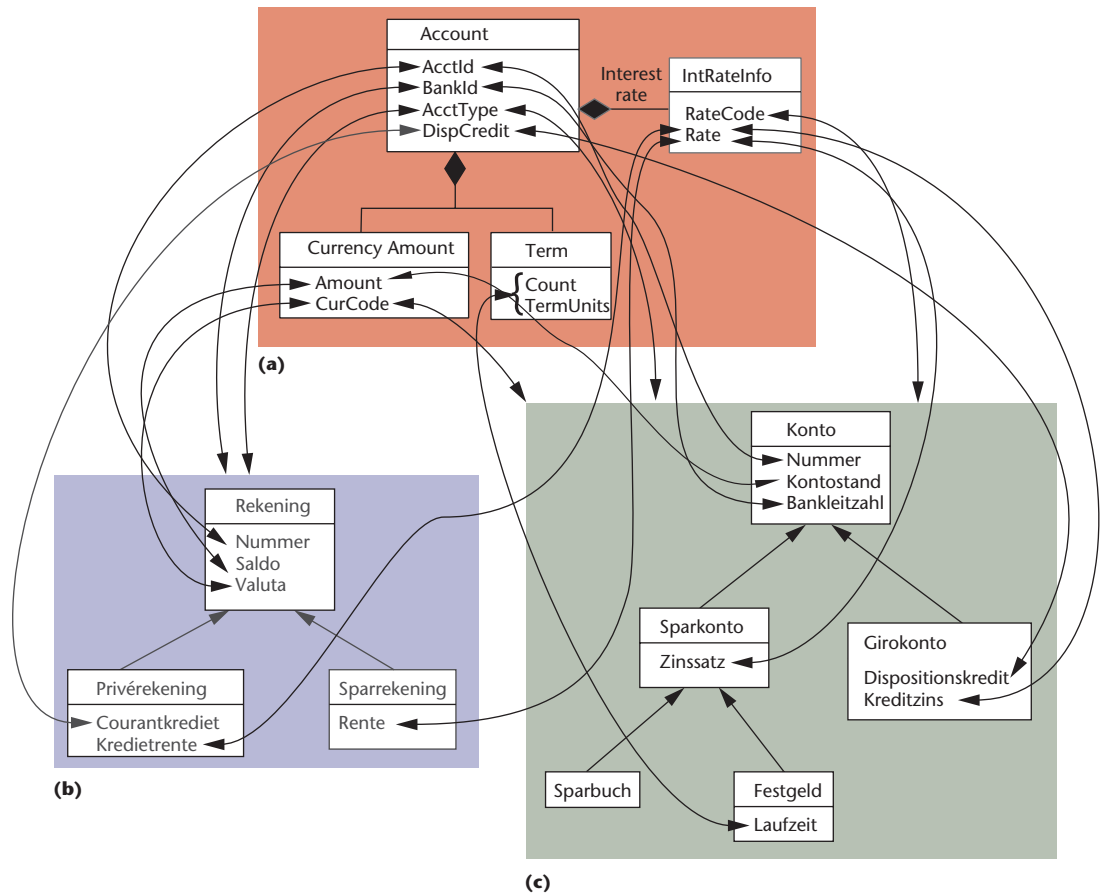 Account
AcctId
BankId
AcctType
DispCredit
Interest
rate
IntRateInfo
RateCode
Rate
Currency Amount
Amount
CurCode
Term
Count
TermUnits
(a)
Rekening
Nummer
Saldo
Valuta
Privérekening
Courantkrediet
Kredietrente
Sparrekening
Rente
(b)
Konto
Nummer
Kontostand
Bankleitzahl
Sparkonto
Zinssatz
Girokonto
Dispositionskredit
Kreditzins
Sparbuch
Festgeld
Laufzeit
(c)